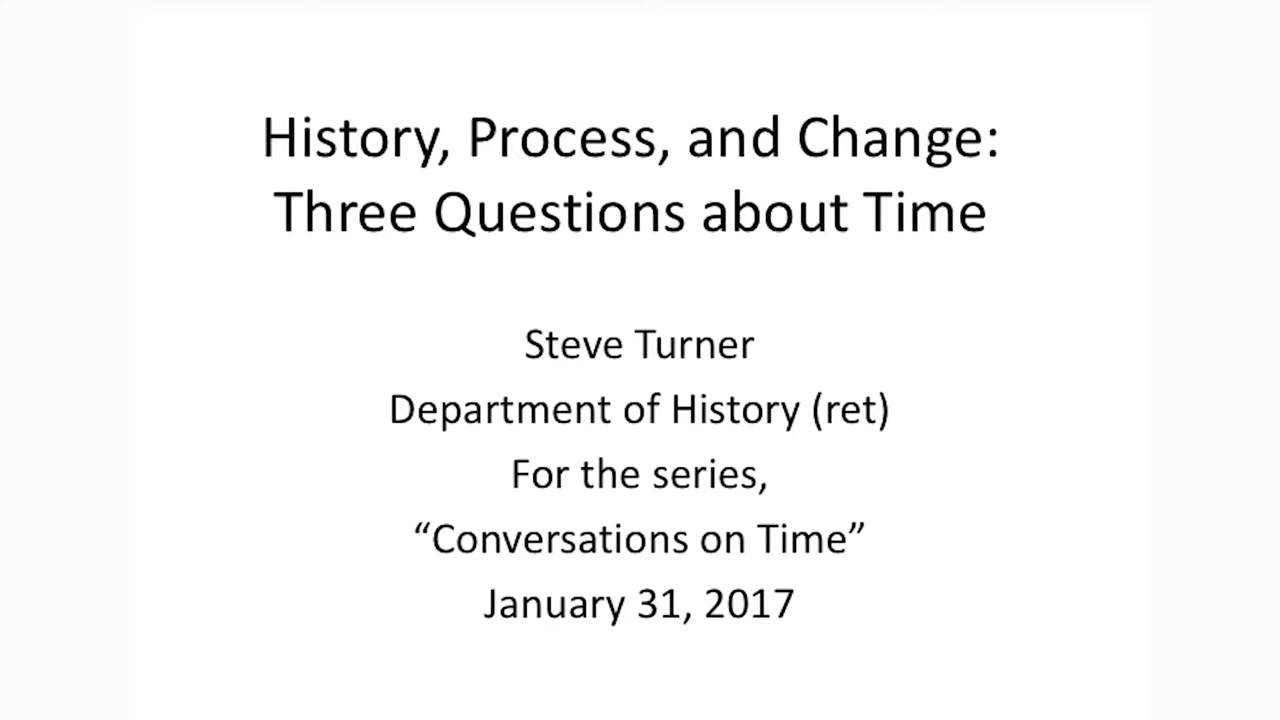 History, Process, and Change:
Three Questions about Time
Steve Turner
Department of History (ret)
For the series,
“Conversations on Time”
January 31, 2017